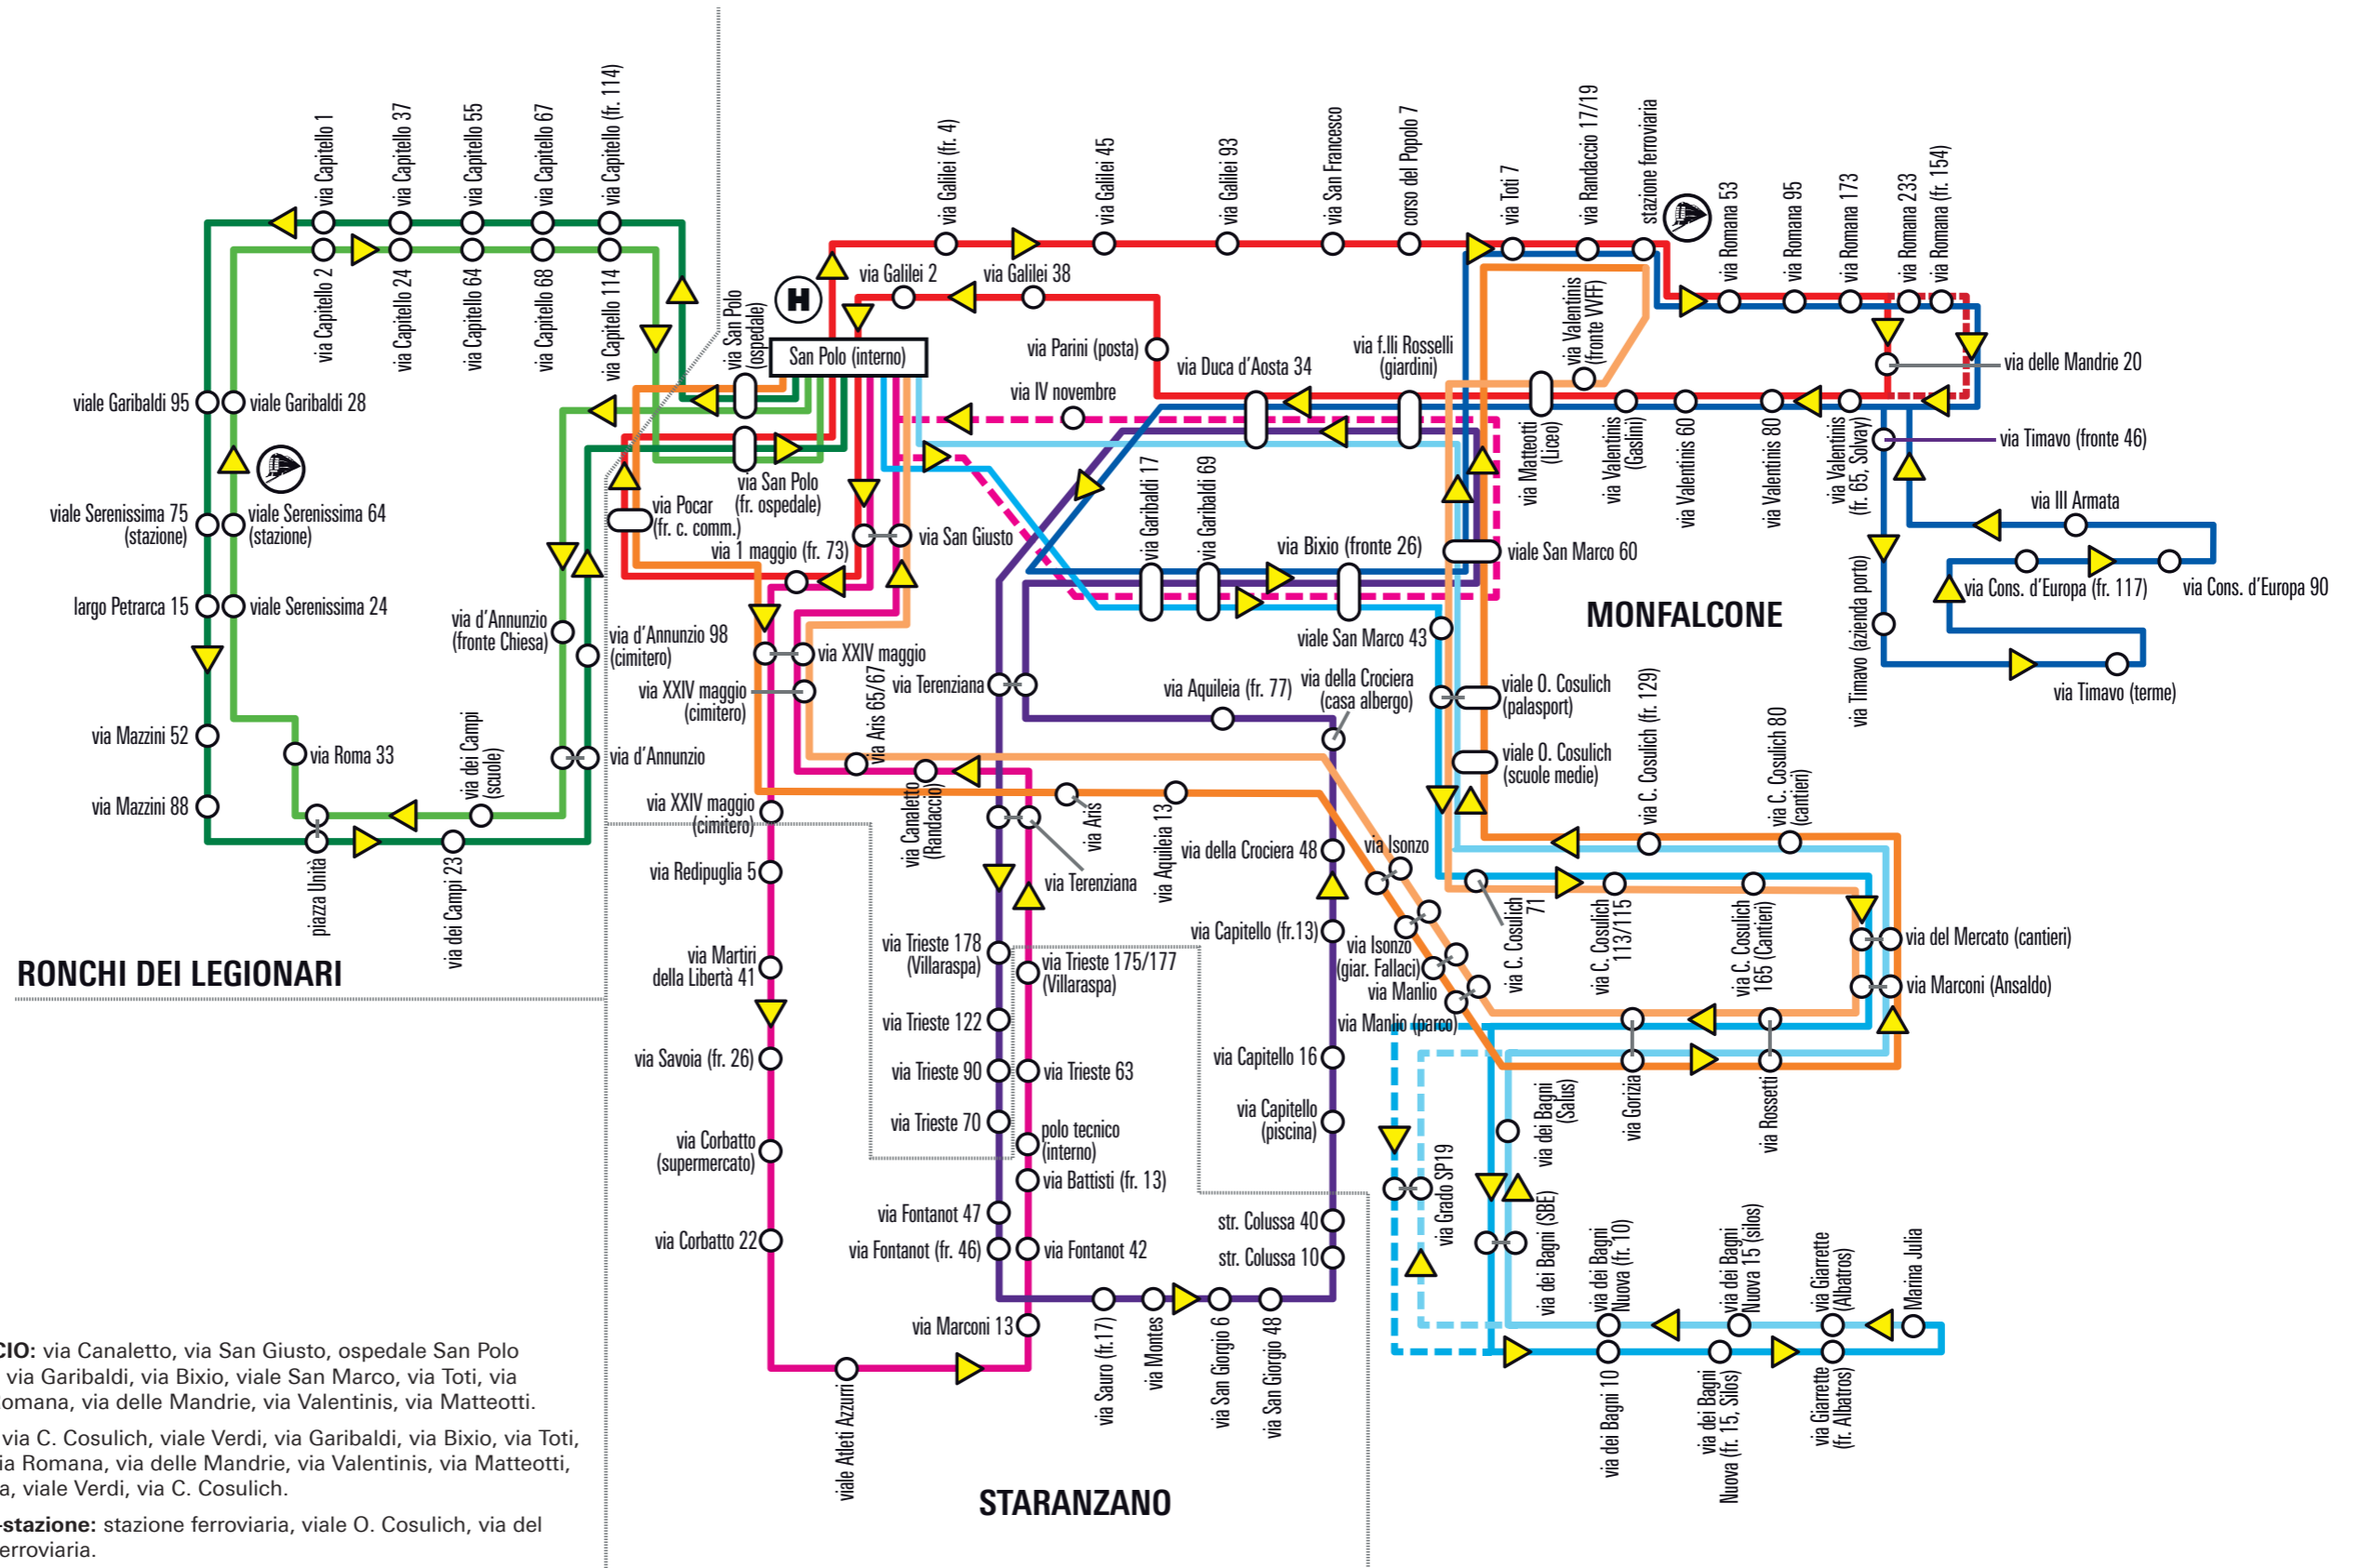 via Capitello 1
via Capitello 37
via Capitello 55
via Capitello 67
via Capitello (fr. 114)
via Capitello 2
via Capitello 24
via Capitello 64
via Capitello 68
via Capitello 114
viale Garibaldi 95
viale Garibaldi 28
viale Serenissima 75
(stazione)
viale Serenissima 64
(stazione)
largo Petrarca 15
viale Serenissima 24
via Mazzini 52
via Mazzini 88
via Roma 33
via dei Campi
(scuole)
piazza Unità
via dei Campi 23
via d'Annunzio
(fronte Chiesa)
via d'Annunzio 98
(cimitero)
via d'Annunzio
RONCHI DEI LEGIONARI
via San Polo
(ospedale)
H
San Polo (interno)
via San Polo
(fr. ospedale)
via Pocar
(fr. c. comm.)
via 1 maggio (fr. 73)
via San Giusto
via Galilei (fr. 4)
via Galilei 45
via Galilei 93
via San Francesco
corso del Popolo 7
via Toti 7
via Randaccio 17/19
stazione ferroviaria
via Roma­na 53
via Romana 95
via Romana 173
via Romana 233
via Romana (fr. 154)
via Galilei 2
via Galilei 38
via Parini (posta)
via IV novembre
via Duca d'Aosta 34
via f.lli Rosselli
(giardini)
via Valentinis
(fronte VVFF)
via Matteotti
(Liceo)
via Valentinis
(Gaslini)
via Valentinis 60
via Valentinis 80
via Valentinis
(fr. 65, Solvay)
via delle Mandrie 20
via Timavo (fronte 46)
via III Armata
via Cons. d'Europa (fr. 117)
via Cons. d'Europa 90
via Timavo (azienda porto)
via Timavo (terme)
MONFALCONE
via Garibaldi 17
via Garibaldi 69
via Bixio (fronte 26)
viale San Marco 60
viale San Marco 43
viale O. Cosulich
(palasport)
viale O. Cosulich
(scuole medie)
via C. Cosulich (fr. 129)
via C. Cosulich 80
(cantieri)
via C. Cosulich
71
via C. Cosulich
113/115
via C. Cosulich
165 (Cantieri)
via del Mercato (cantieri)
via Marconi (Ansaldo)
via XXIV maggio
via XXIV maggio
(cimitero)
via XXIV maggio
(cimitero)
via Aris 65/67
via Canaletto
(Randaccio)
via Terenziana
via Terenziana
via Aris
via Aquileia 13
via Aquileia (fr. 77)
via della Crociera
(casa albergo)
via della Crociera 48
via Isonzo
via Isonzo
(giar. Fallaci)
via Manlio
via Manlio (parco)
via Redipuglia 5
via Martiri
della Libertà 41
via Savoia (fr. 26)
via Corbatto
(supermercato)
via Corbatto 22
viale Atleti Azzurri
via Marconi 13
via Trieste 178
(Villaraspa)
via Trieste 175/177
(Villaraspa)
via Trieste 122
via Trieste 90
via Trieste 63
via Trieste 70
polo tecnico
(interno)
via Battisti (fr. 13)
via Fontanot 47
via Fontanot (fr. 46)
via Fontanot 42
via Capitello (fr.13)
via Capitello 16
via Capitello
(piscina)
str. Colussa 40
str. Colussa 10
via Sauro (fr.17)
via Montes
via San Giorgio 6
via San Giorgio 48
STARANZANO
via Grado SP19
via dei Bagni
(Salus)
via Gorizia
via Rossetti
via dei Bagni (SBE)
via dei Bagni
Nuova (fr. 10)
via dei Bagni
Nuova 15 (silos)
via Giarrette
(Albatros)
Marina Julia
via dei Bagni 10
via dei Bagni
Nuova (fr. 15, Silos)
via Giarrette
(fr. Albatros)
CIO: via Canaletto, via San Giusto, ospedale San Polo
via Garibaldi, via Bixio, viale San Marco, via Toti, via
omana, via delle Mandrie, via Valentinis, via Matteotti.
via C. Cosulich, viale Verdi, via Garibaldi, via Bixio, via Toti,
ia Romana, via delle Mandrie, via Valentinis, via Matteotti,
a, viale Verdi, via C. Cosulich.
-stazione: stazione ferroviaria, viale O. Cosulich, via del
erroviaria.